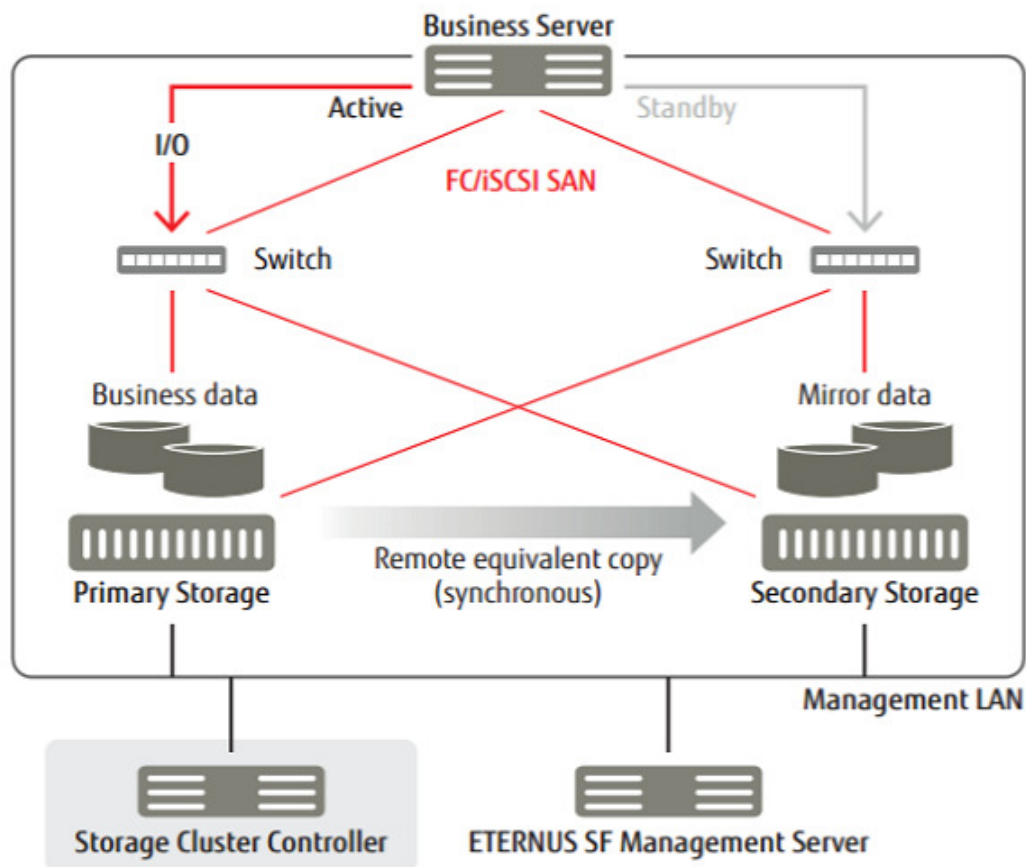 Business Server
Active
Standby
I/O
FC/iSCSI SAN
Switch
Switch
Business data
Mirror data
Remote equivalent copy
(synchronous)
Primary Storage
Secondary Storage
Management LAN
Storage Cluster Controller
ETERNUS SF Management Server